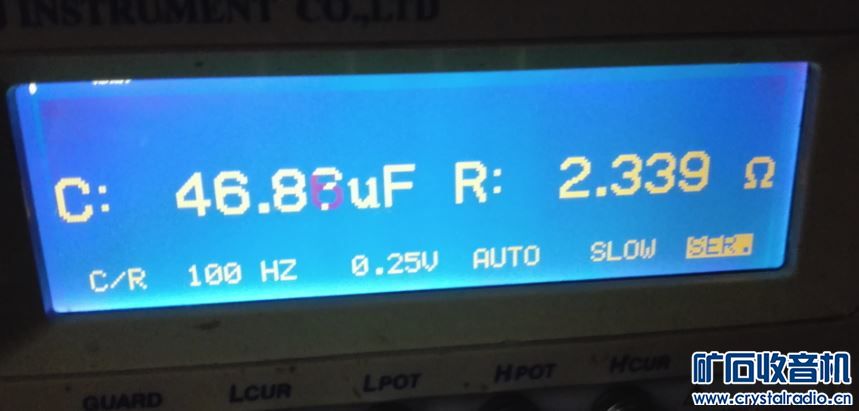 INSTRUMENT CO.,LTD
C: 46.8 uF R: 2.339 Ω
C/R 100 HZ 0.25V AUTO SLOW SER.
GUARD LCUR LPOT HPOT HCUR
矿石收音机
www.crystalradio.cn